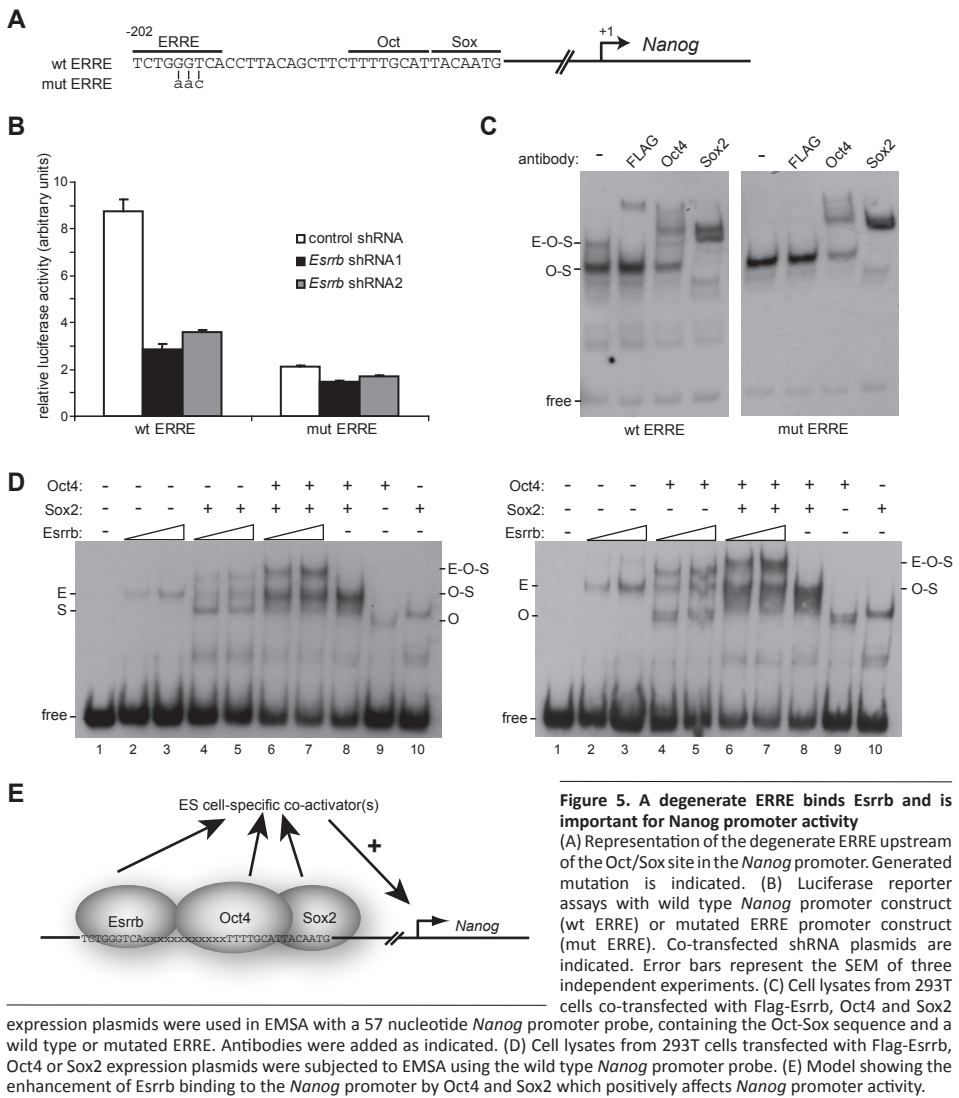 A
-202
ERRE Oct Sox +1 Nanog
wt ERRE TCTGGGTCACCTTACAGCTTCTTTTGCATTACAATG
mut ERRE aac
B
relative luciferase activity (arbitrary units)
10
8
6
4
2
0
control shRNA
Esrrb shRNA1
Esrrb shRNA2
wt ERRE mut ERRE
C
antibody: - FLAG Oct4 Sox2 - FLAG Oct4 Sox2
E-O-S
O-S
free
wt ERRE mut ERRE
D
Oct4: - - - - - + + + + -
Sox2: - - - + + + + + - +
Esrrb: - - - -
E
S
free
E-O-S
O-S
O
1 2 3 4 5 6 7 8 9 10
Oct4: - - - + + + + + + -
Sox2: - - - - - + + + - +
Esrrb: - - - -
E
O
free
E-O-S
O-S
1 2 3 4 5 6 7 8 9 10
E
ES cell-specific co-activator(s)
+
Esrrb Oct4 Sox2
TCTGGGTCAxxxxxxxxxxxxxTTTTGCATTACAATG
Nanog
Figure 5. A degenerate ERRE binds Esrrb and is
important for Nanog promoter activity
(A) Representation of the degenerate ERRE upstream
of the Oct/Sox site in the Nanog promoter. Generated
mutation is indicated. (B) Luciferase reporter
assays with wild type Nanog promoter construct
(wt ERRE) or mutated ERRE promoter construct
(mut ERRE). Co-transfected shRNA plasmids are
indicated. Error bars represent the SEM of three
independent experiments. (C) Cell lysates from 293T
cells co-transfected with Flag-Esrrb, Oct4 and Sox2
expression plasmids were used in EMSA with a 57 nucleotide Nanog promoter probe, containing the Oct-Sox sequence and a
wild type or mutated ERRE. Antibodies were added as indicated. (D) Cell lysates from 293T cells transfected with Flag-Esrrb,
Oct4 or Sox2 expression plasmids were subjected to EMSA using the wild type Nanog promoter probe. (E) Model showing the
enhancement of Esrrb binding to the Nanog promoter by Oct4 and Sox2 which positively affects Nanog promoter activity.